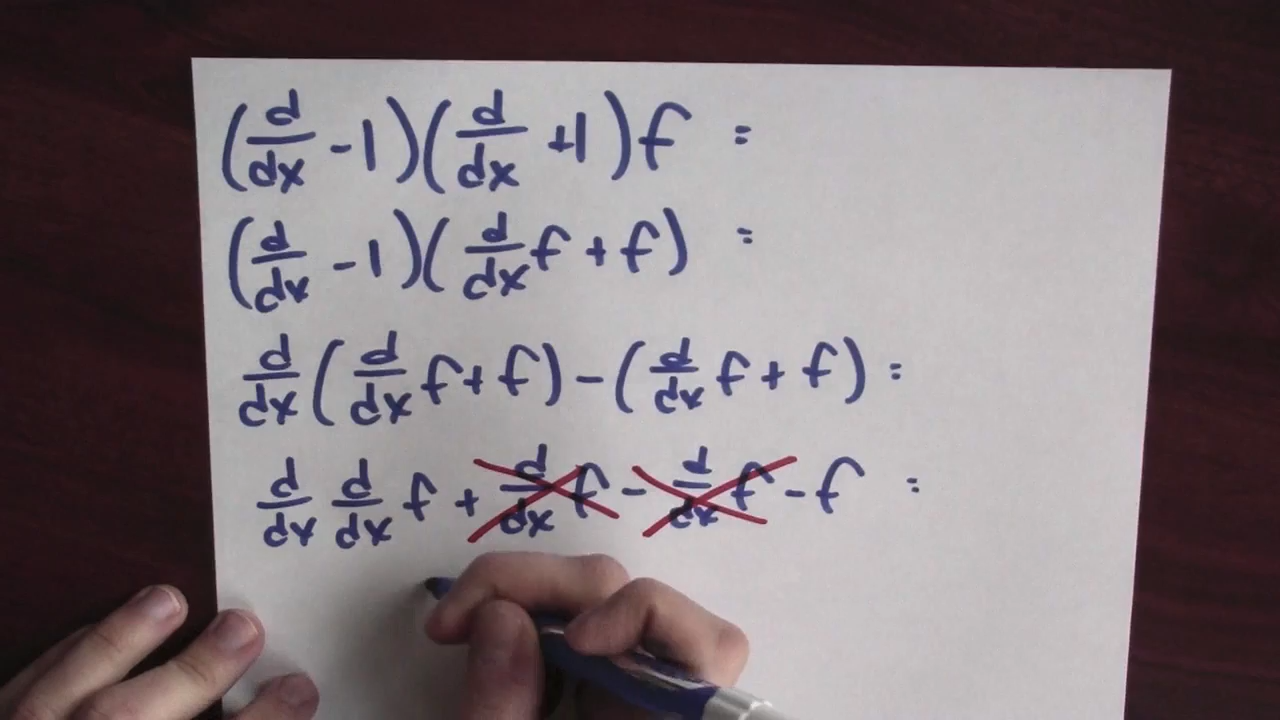 (d/dx -1)(d/dx +1)f =
(d/dx -1)(d/dx f + f) =
d/dx(d/dx f + f) - (d/dx f + f) =
d/dx d/dx f + d/dx f - d/dx f - f =